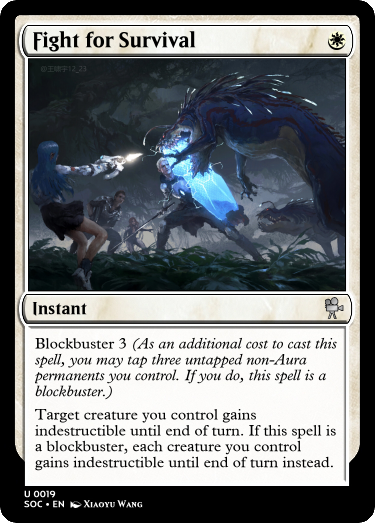 Fight for Survival
Instant
Blockbuster 3 (As an additional cost to cast this
spell, you may tap three untapped non-Aura
permanents you control. If you do, this spell is a
blockbuster.)
Target creature you control gains
indestructible until end of turn. If this spell is
a blockbuster, each creature you control
gains indestructible until end of turn instead.
U 0019
SOC • EN XIAOYU WANG